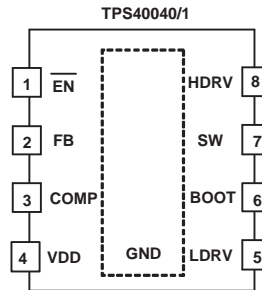 TPS40040/1
1 EN HDRV 8
2 FB SW 7
3 COMP BOOT 6
4 VDD GND LDRV 5